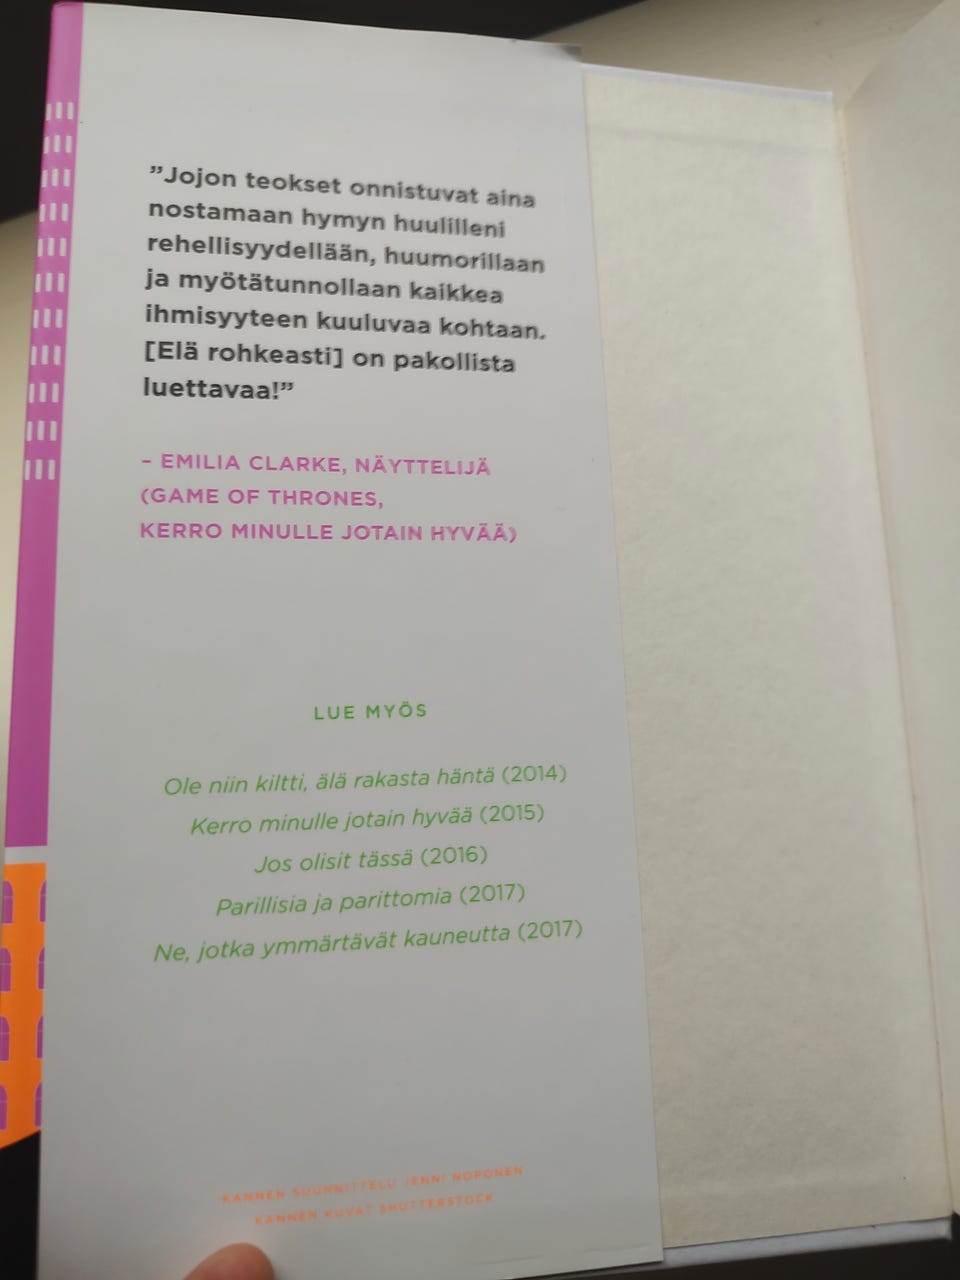 ”Jojon teokset onnistuvat aina
nostamaan hymyn huulilleni
rehellisyydellään, huumorillaan
ja myötätunnollaan kaikkea
ihmisyyteen kuuluvaa kohtaan.
[Elä rohkeasti] on pakollista
luettavaa!”
– EMILIA CLARKE, NÄYTTELIJÄ
(GAME OF THRONES,
KERRO MINULLE JOTAIN HYVÄÄ)
LUE MYÖS
Ole niin kiltti, älä rakasta häntä (2014)
Kerro minulle jotain hyvää (2015)
Jos olisit tässä (2016)
Parillisia ja parittomia (2017)
Ne, jotka ymmärtävät kauneutta (2017)
KANNEN SUUNNITTELU JENNI NOPONEN
KANNEN KUVAT SHUTTERSTOCK